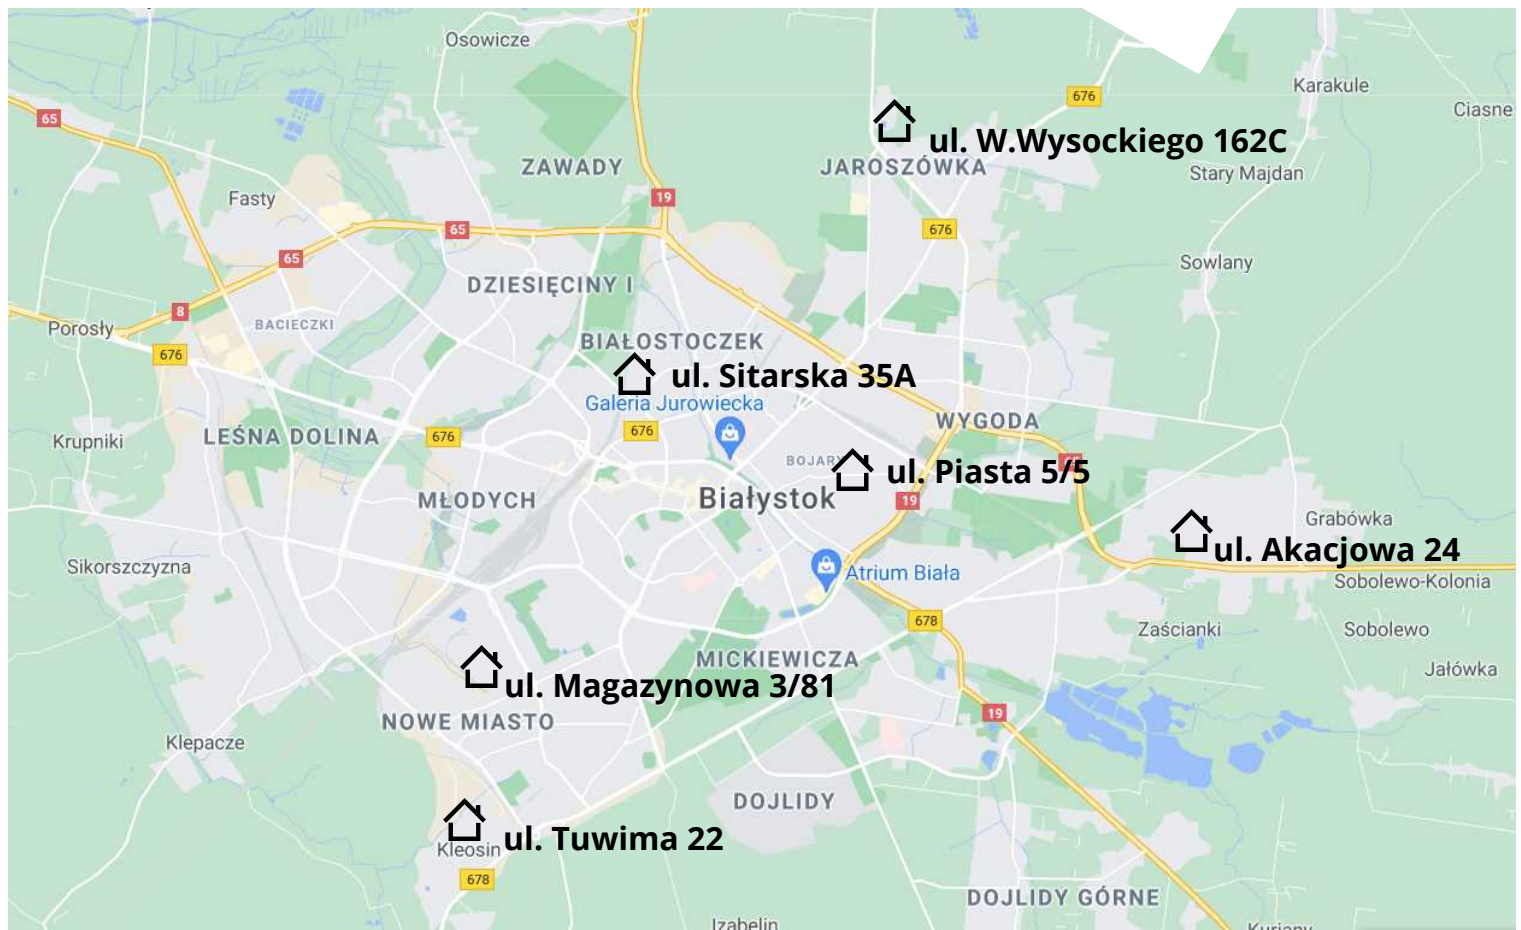 Osowicze
Karakule
676
Ciasne
65
ul. W.Wysockiego 162C
ZAWADY
JAROSZÓWKA
Stary Majdan
Fasty
19
65
676
65
Sowlany
DZIESIĘCINY I
8
BACIECZKI
Porosły
BIAŁOSTOCZEK
676
ul. Sitarska 35A
Galeria Jurowiecka
WYGODA
676
676
LEŚNA DOLINA
Krupniki
BOJARY
ul. Piasta 5/5
MŁODYCH
Białystok
19
Grabówka
ul. Akacjowa 24
Sikorszczyzna
Atrium Biała
Sobolewo-Kolonia
678
Zaścianki
Sobolewo
MICKIEWICZA
Jałówka
ul. Magazynowa 3/81
19
NOWE MIASTO
Klepacze
DOJLIDY
ul. Tuwima 22
Kleosin
678
DOJLIDY GÓRNE
Izabelin
Kuriany